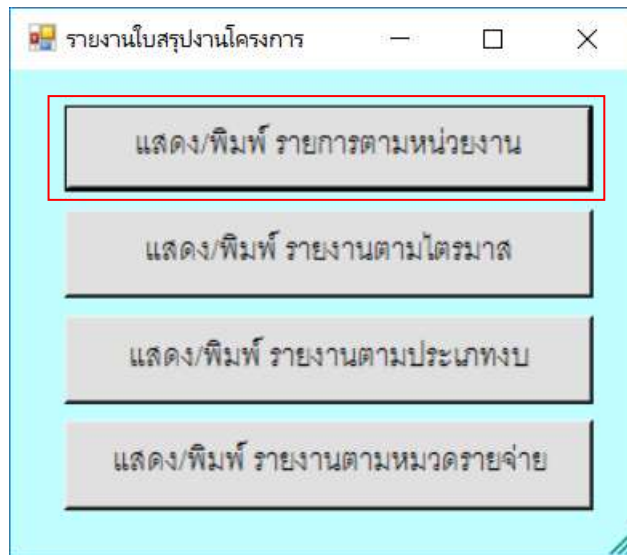 รายงานใบสรุปงานโครงการ
แสดง/พิมพ์ รายการตามหน่วยงาน
แสดง/พิมพ์ รายงานตามไตรมาส
แสดง/พิมพ์ รายงานตามประเภทงบ
แสดง/พิมพ์ รายงานตามหมวดรายจ่าย